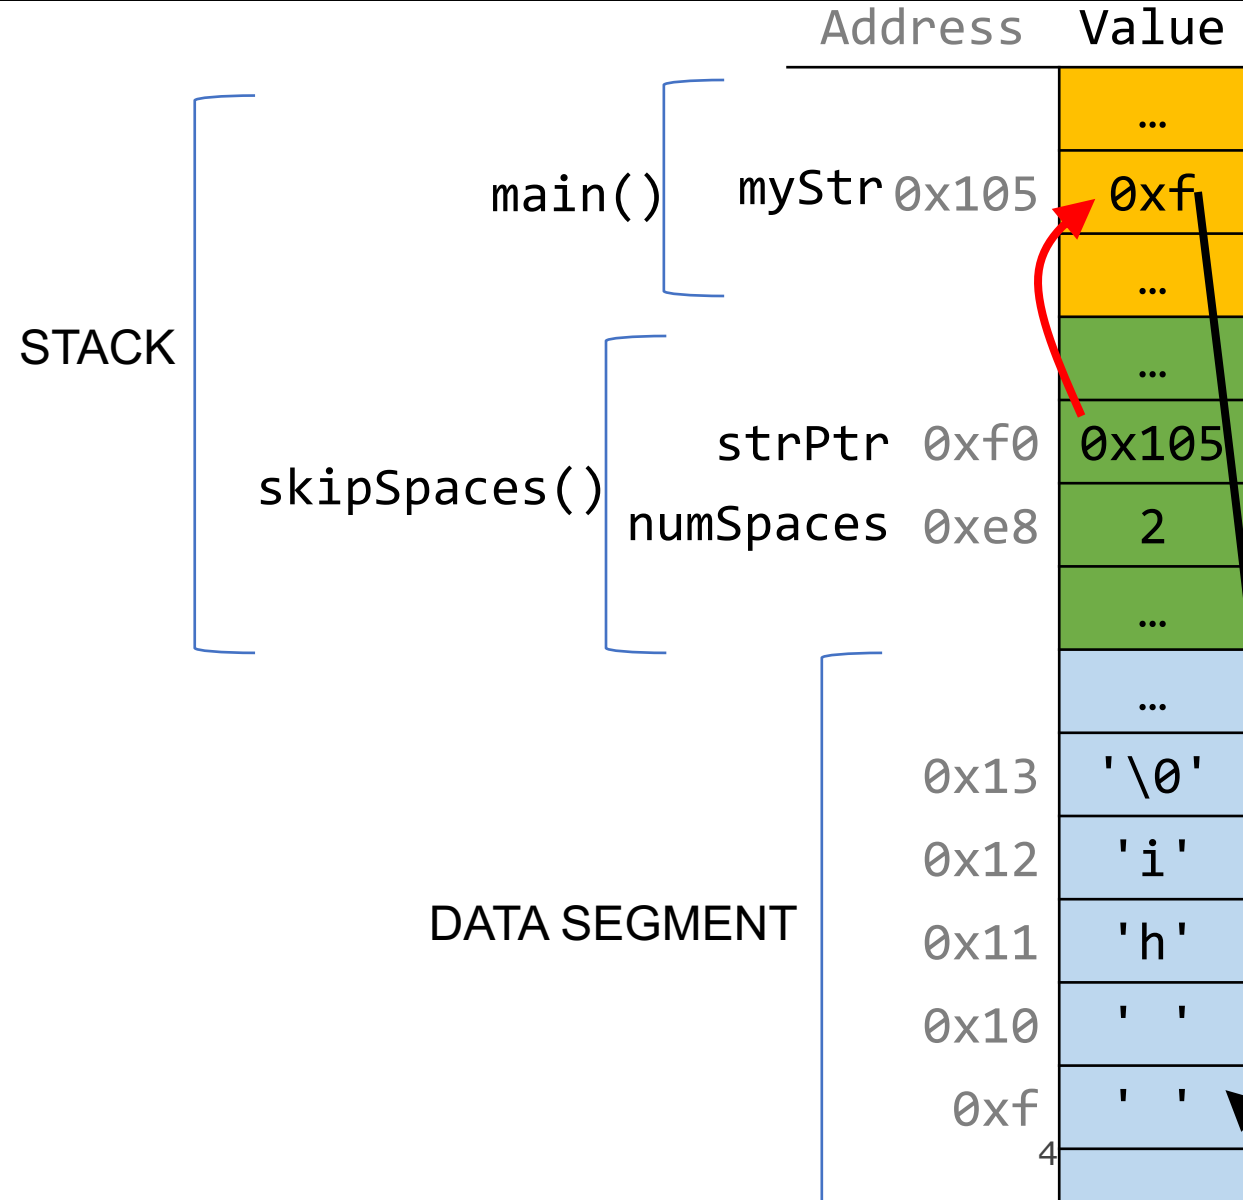 Address Value
…
main() myStr 0x105 0xf
…
STACK
…
strPtr 0xf0 0x105
skipSpaces()
numSpaces 0xe8 2
…
…
0x13 '\0'
0x12 'i'
DATA SEGMENT
0x11 'h'
0x10 ' '
0xf ' '
4